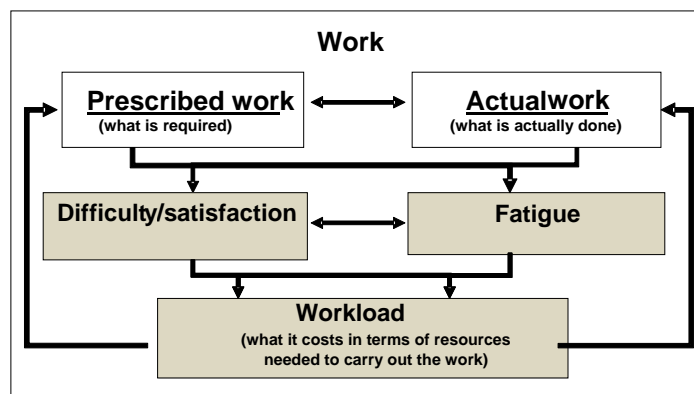 Work
Prescribed work
(what is required)
Actualwork
(what is actually done)
Difficulty/satisfaction
Fatigue
Workload
(what it costs in terms of resources
needed to carry out the work)